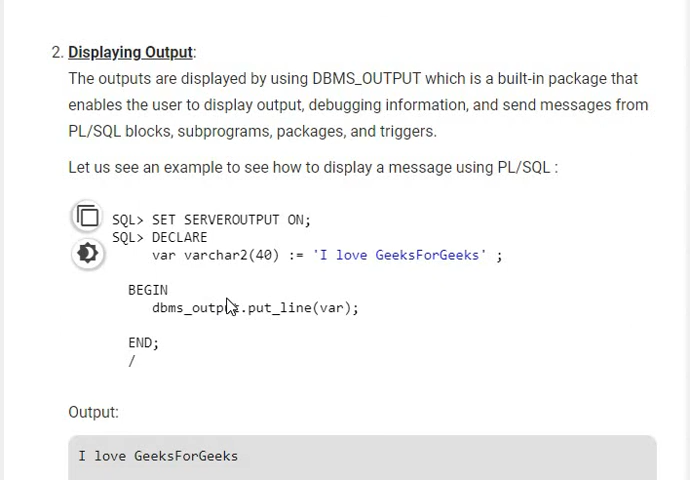 2. Displaying Output:
The outputs are displayed by using DBMS_OUTPUT which is a built-in package that
enables the user to display output, debugging information, and send messages from
PL/SQL blocks, subprograms, packages, and triggers.
Let us see an example to see how to display a message using PL/SQL :
SQL> SET SERVEROUTPUT ON;
SQL> DECLARE
var varchar2(40) := 'I love GeeksForGeeks' ;
BEGIN
dbms_output.put_line(var);
END;
/
Output:
I love GeeksForGeeks